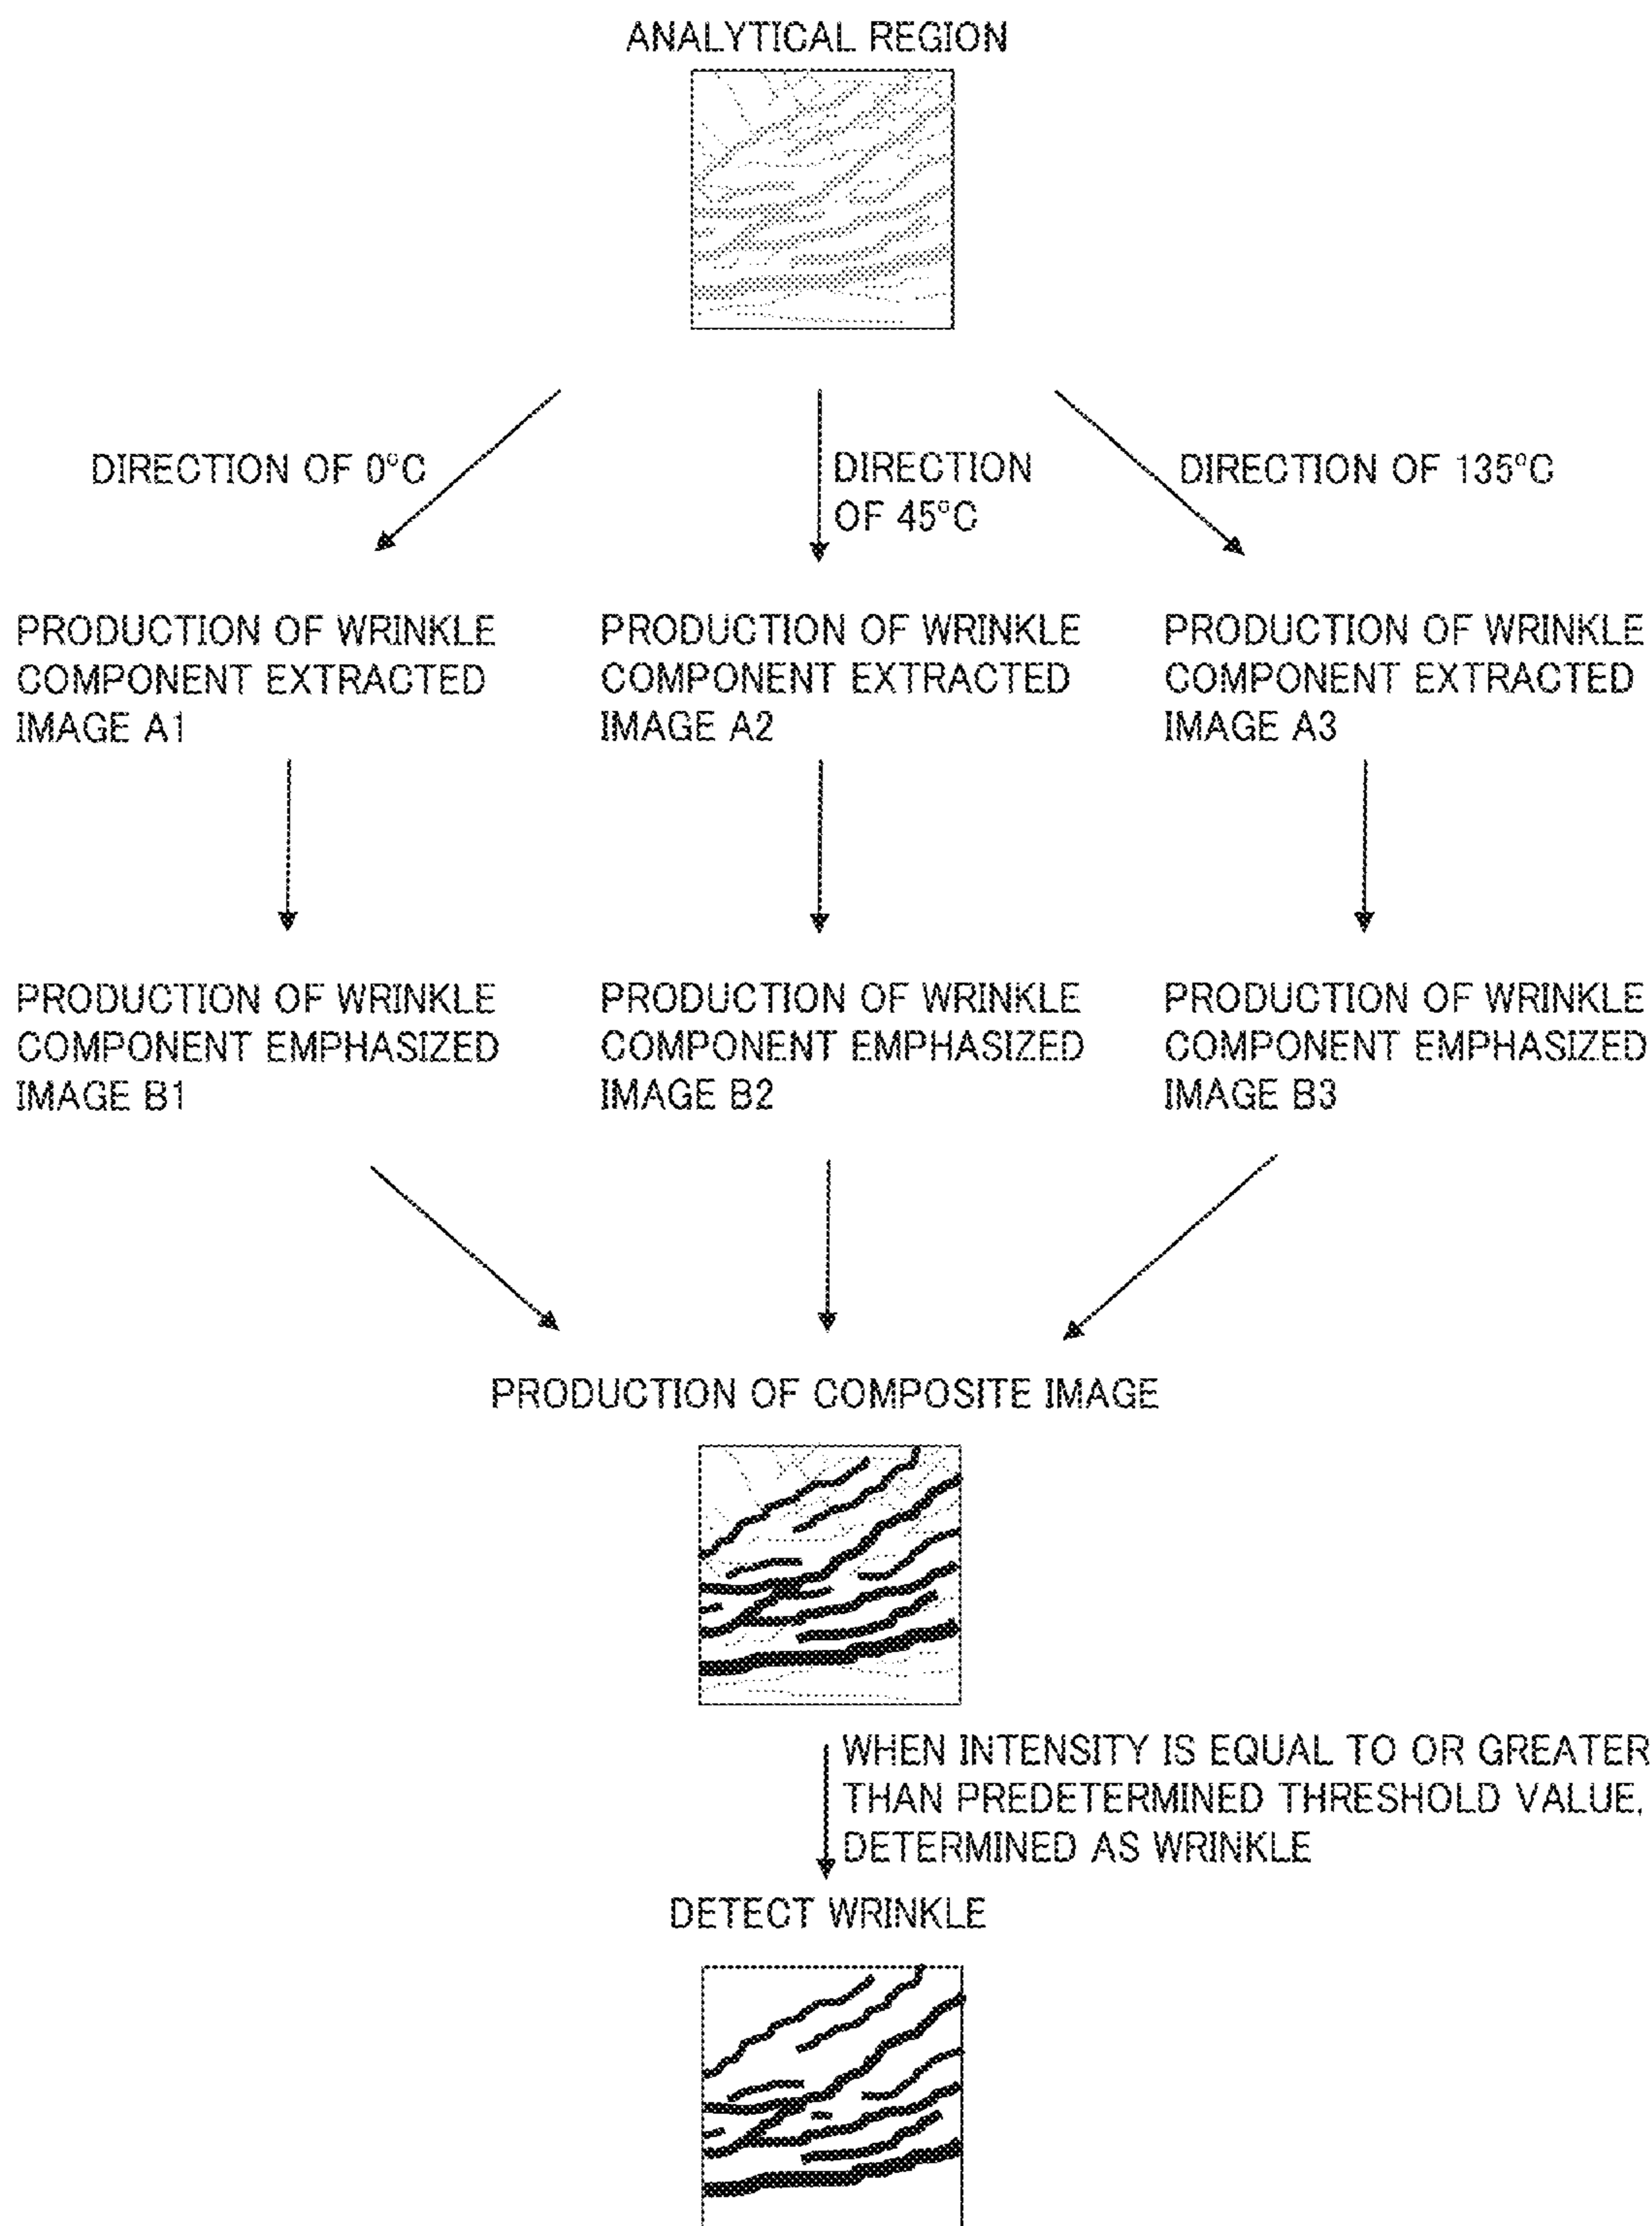 ANALYTICAL REGION
DIRECTION OF 0°C
DIRECTION
OF 45°C
DIRECTION OF 135°C
PRODUCTION OF WRINKLE
COMPONENT EXTRACTED
IMAGE A1
PRODUCTION OF WRINKLE
COMPONENT EXTRACTED
IMAGE A2
PRODUCTION OF WRINKLE
COMPONENT EXTRACTED
IMAGE A3
PRODUCTION OF WRINKLE
COMPONENT EMPHASIZED
IMAGE B1
PRODUCTION OF WRINKLE
COMPONENT EMPHASIZED
IMAGE B2
PRODUCTION OF WRINKLE
COMPONENT EMPHASIZED
IMAGE B3
PRODUCTION OF COMPOSITE IMAGE
WHEN INTENSITY IS EQUAL TO OR GREATER
THAN PREDETERMINED THRESHOLD VALUE,
DETERMINED AS WRINKLE
DETECT WRINKLE